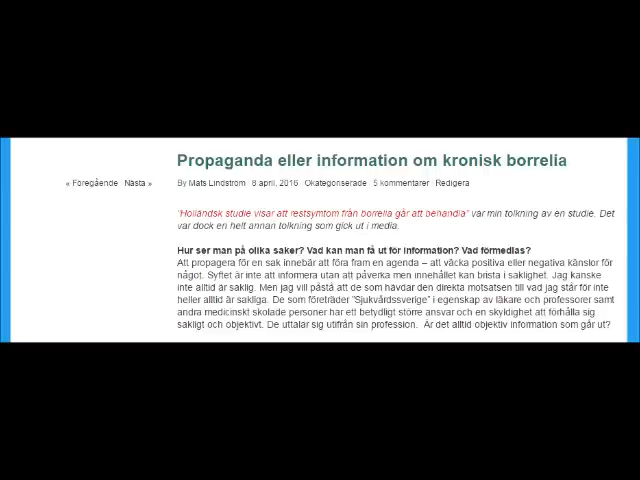 Propaganda eller information om kronisk borrelia
« Föregående  Nästa »
By Mats Lindström | 8 april, 2016 | Okategoriserade | 5 kommentarer | Redigera
"Holländsk studie visar att restsymtom från borrelia går att behandla" var min tolkning av en studie. Det
var dock en helt annan tolkning som gick ut i media.
Hur ser man på olika saker? Vad kan man få ut för information? Vad förmedlas?
Att propagera för en sak innebär att föra fram en agenda – att väcka positiva eller negativa känslor för
något. Syftet är inte att informera utan att påverka men innehållet kan brista i saklighet. Jag kanske
inte alltid är saklig. Men jag vill påstå att de som hävdar den direkta motsatsen till vad jag står för inte
heller alltid är sakliga. De som företräder "Sjukvårdssverige" i egenskap av läkare och professorer samt
andra medicinskt skolade personer har ett betydligt större ansvar och en skyldighet att förhålla sig
sakligt och objektivt. De uttalar sig utifrån sin profession.  Är det alltid objektiv information som går ut?